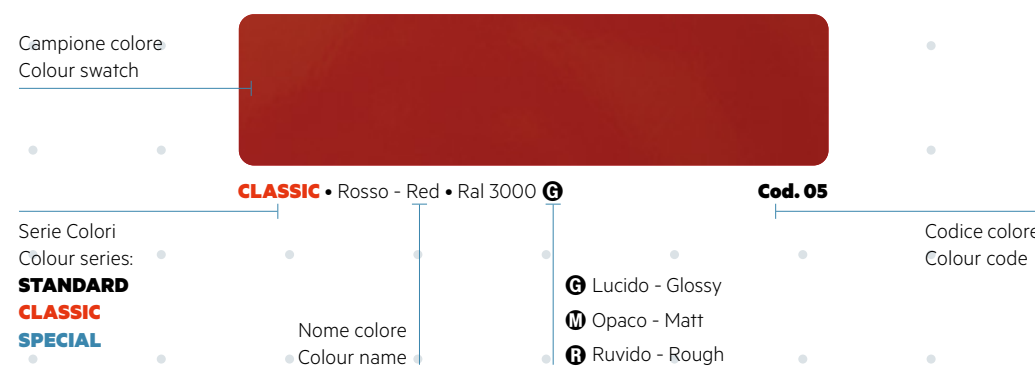 Campione colore
Colour swatch
CLASSIC • Rosso - Red • Ral 3000 G
Cod. 05
Serie Colori
Colour series:
STANDARD
CLASSIC
SPECIAL
Nome colore
Colour name
G Lucido - Glossy
M Opaco - Matt
R Ruvido - Rough
Codice colore
Colour code